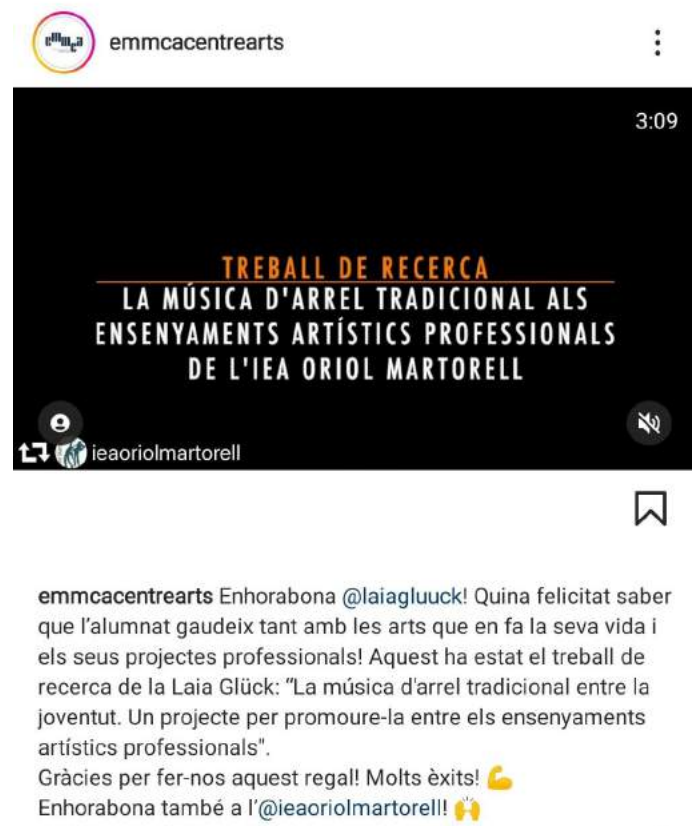 emmca
emmcacentrearts
3:09
TREBALL DE RECERCA
LA MÚSICA D'ARREL TRADICIONAL ALS
ENSENYAMENTS ARTÍSTICS PROFESSIONALS
DE L'IEA ORIOL MARTORELL
ieaoriolmartorell
emmcacentrearts Enhorabona @laiagluuck! Quina felicitat saber
que l’alumnat gaudeix tant amb les arts que en fa la seva vida i
els seus projectes professionals! Aquest ha estat el treball de
recerca de la Laia Glück: “La música d'arrel tradicional entre la
joventut. Un projecte per promoure-la entre els ensenyaments
artístics professionals".
Gràcies per fer-nos aquest regal! Molts èxits! 💪
Enhorabona també a l’@ieaoriolmartorell! 🙌